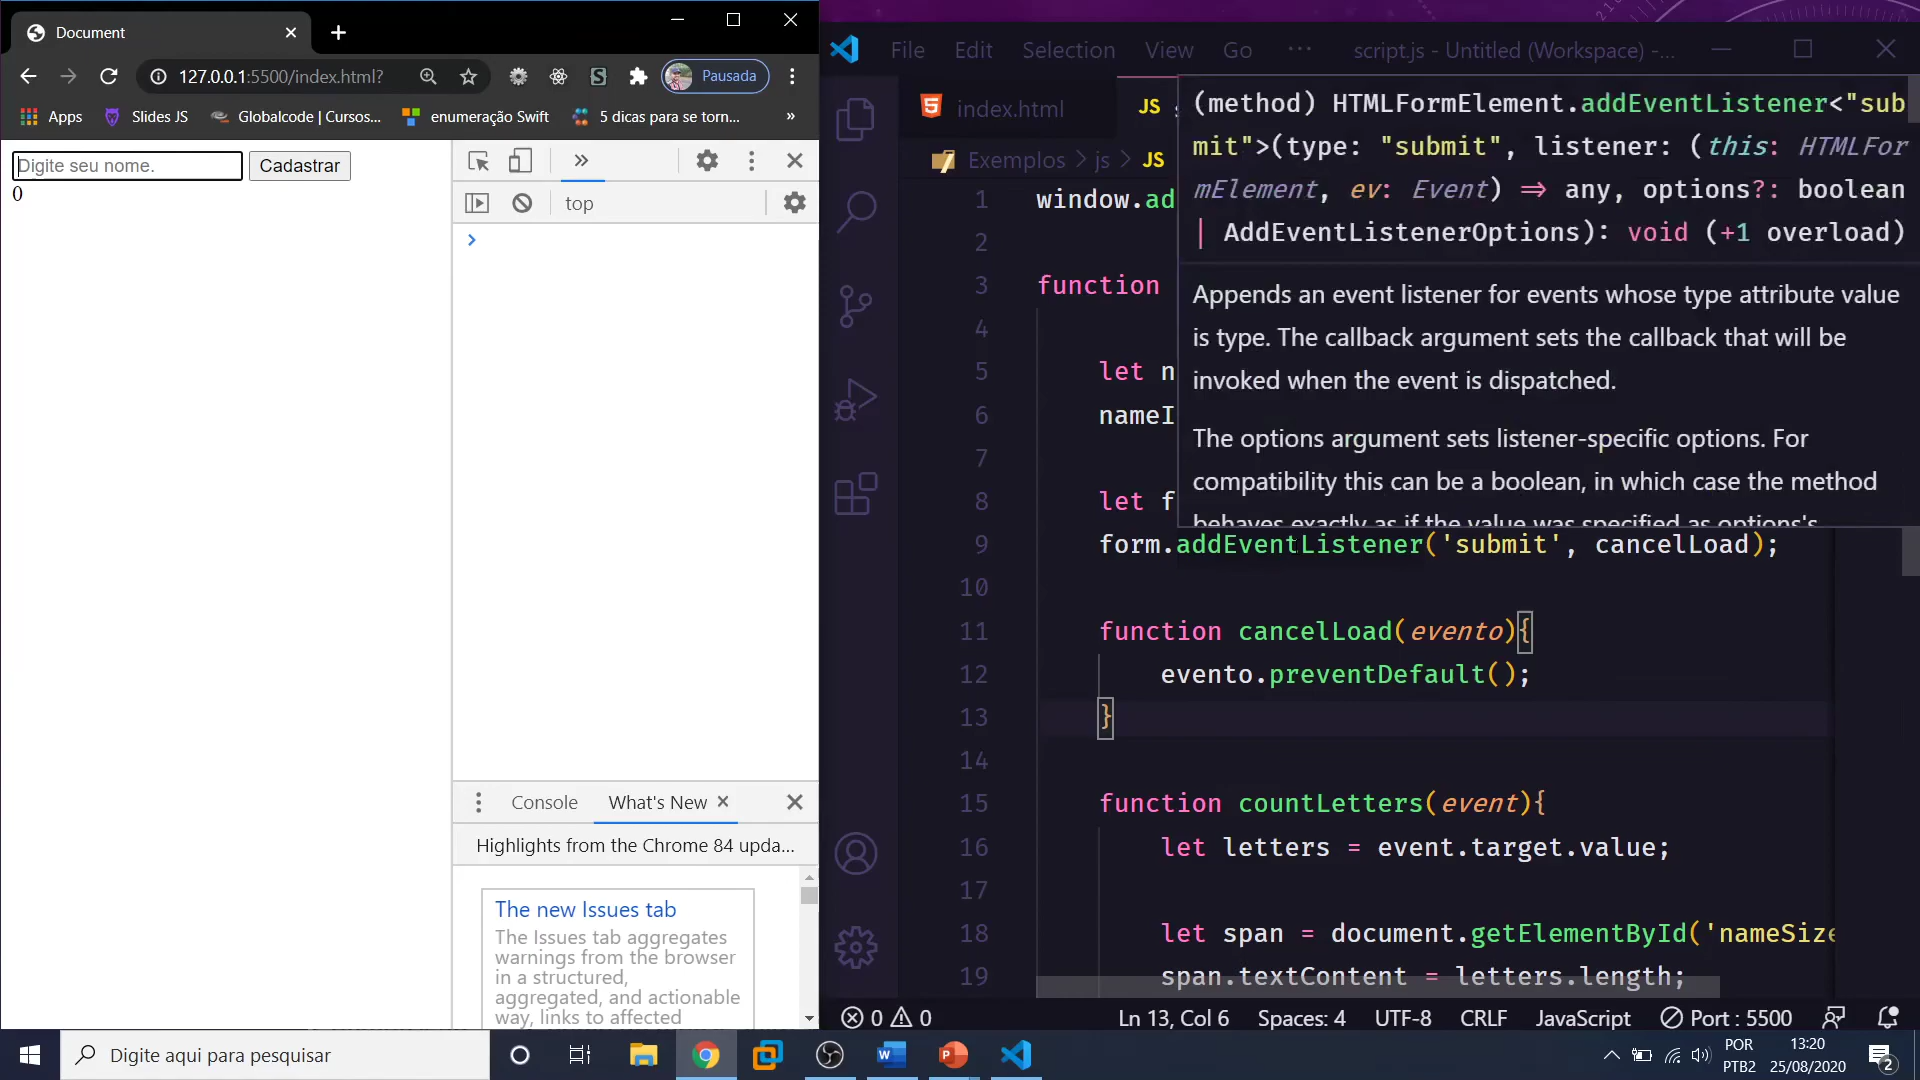 Document
127.0.0.1:5500/index.html?
Pausada
Apps
Slides JS
Globalcode | Cursos...
enumeração Swift
5 dicas para se torn...
»
Digite seu nome.
Cadastrar
0
top
Console
What's New
Highlights from the Chrome 84 upda...
The new Issues tab
The Issues tab aggregates
warnings from the browser
in a structured,
aggregated, and actionable
way, links to affected
File Edit Selection View Go ··· script.js - Untitled (Workspace) -...
index.html
JS
Exemplos > js > JS
(method) HTMLFormElement.addEventListener<"sub
mit">(type: "submit", listener: (this: HTMLFor
mElement, ev: Event) => any, options?: boolean
| AddEventListenerOptions): void (+1 overload)
Appends an event listener for events whose type attribute value
is type. The callback argument sets the callback that will be
invoked when the event is dispatched.
The options argument sets listener-specific options. For
compatibility this can be a boolean, in which case the method
behaves exactly as if the value was specified as options's
1 window.ad
2
3 function
4
5 let n
6 nameI
7
8 let f
9 form.addEventListener('submit', cancelLoad);
10
11 function cancelLoad(evento){
12 evento.preventDefault();
13 }
14
15 function countLetters(event){
16 let letters = event.target.value;
17
18 let span = document.getElementById('nameSize
19 span.textContent = letters.length;
0 0 Ln 13, Col 6 Spaces: 4 UTF-8 CRLF JavaScript Port : 5500
Digite aqui para pesquisar
POR
PTB2
13:20
25/08/2020
2